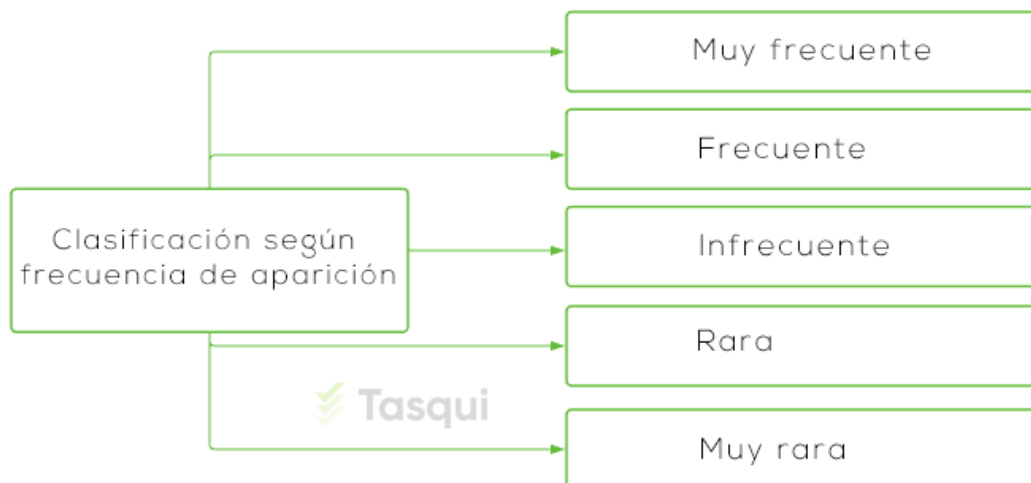 Muy frecuente
Frecuente
Clasificación según
frecuencia de aparición
Infrecuente
Rara
Tasqui
Muy rara